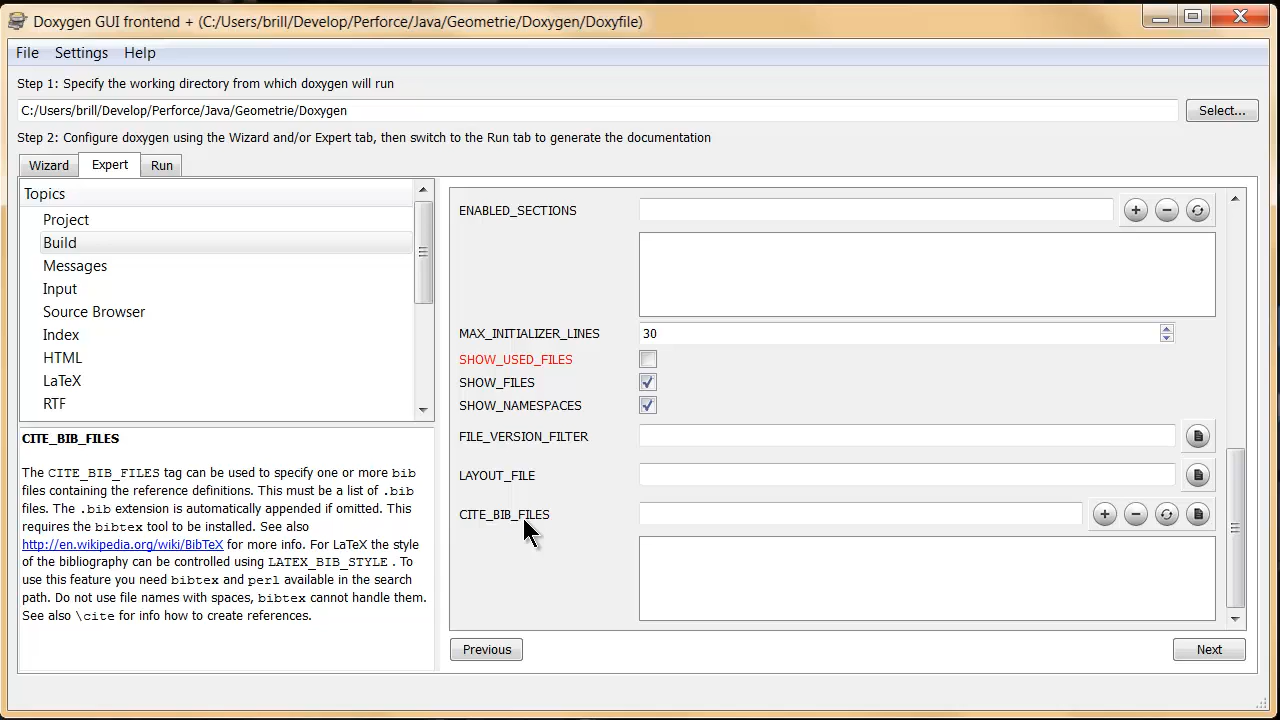 Doxygen GUI frontend + (C:/Users/brill/Develop/Perforce/Java/Geometrie/Doxygen/Doxyfile)
File Settings Help
Step 1: Specify the working directory from which doxygen will run
C:/Users/brill/Develop/Perforce/Java/Geometrie/Doxygen
Select...
Step 2: Configure doxygen using the Wizard and/or Expert tab, then switch to the Run tab to generate the documentation
Wizard Expert Run
Topics
Project
Build
Messages
Input
Source Browser
Index
HTML
LaTeX
RTF
CITE_BIB_FILES
The CITE_BIB_FILES tag can be used to specify one or more bib
files containing the reference definitions. This must be a list of .bib
files. The .bib extension is automatically appended if omitted. This
requires the bibtex tool to be installed. See also
http://en.wikipedia.org/wiki/BibTeX for more info. For LaTeX the style
of the bibliography can be controlled using LATEX_BIB_STYLE . To
use this feature you need bibtex and perl available in the search
path. Do not use file names with spaces, bibtex cannot handle them.
See also \cite for info how to create references.
ENABLED_SECTIONS
MAX_INITIALIZER_LINES 30
SHOW_USED_FILES
SHOW_FILES
SHOW_NAMESPACES
FILE_VERSION_FILTER
LAYOUT_FILE
CITE_BIB_FILES
Previous
Next